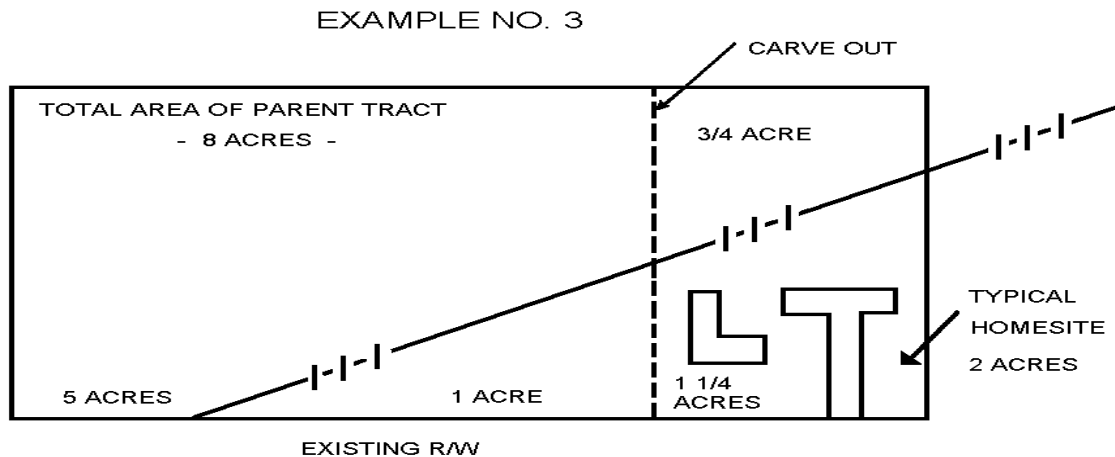 EXAMPLE NO. 3
CARVE OUT
TOTAL AREA OF PARENT TRACT
- 8 ACRES -
3/4 ACRE
TYPICAL
HOMESITE
2 ACRES
5 ACRES
1 ACRE
1 1/4
ACRES
EXISTING R/W